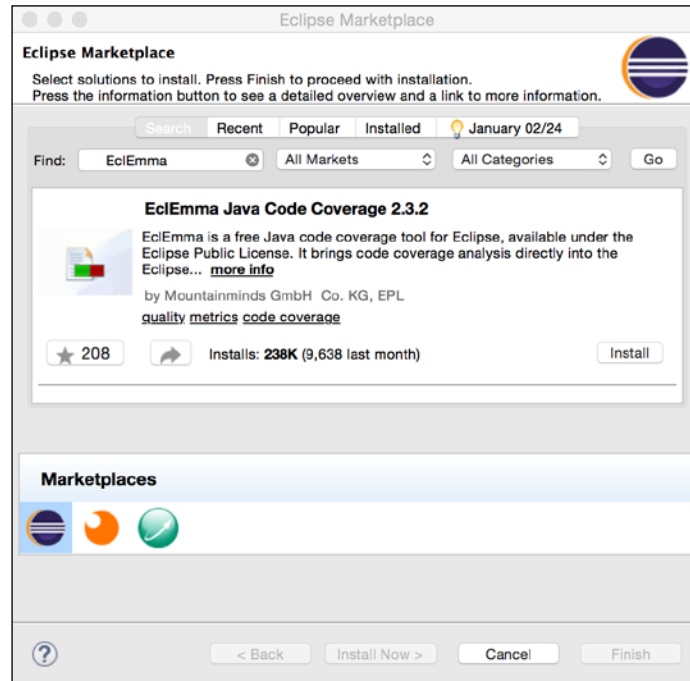 Eclipse Marketplace
Eclipse Marketplace
Select solutions to install. Press Finish to proceed with installation.
Press the information button to see a detailed overview and a link to more information.
Search Recent Popular Installed January 02/24
Find: EclEmma All Markets All Categories Go
EclEmma Java Code Coverage 2.3.2
EclEmma is a free Java code coverage tool for Eclipse, available under the
Eclipse Public License. It brings code coverage analysis directly into the
Eclipse... more info
by Mountainminds GmbH Co. KG, EPL
quality metrics code coverage
208 Installs: 238K (9,638 last month) Install
Marketplaces
? < Back Install Now > Cancel Finish